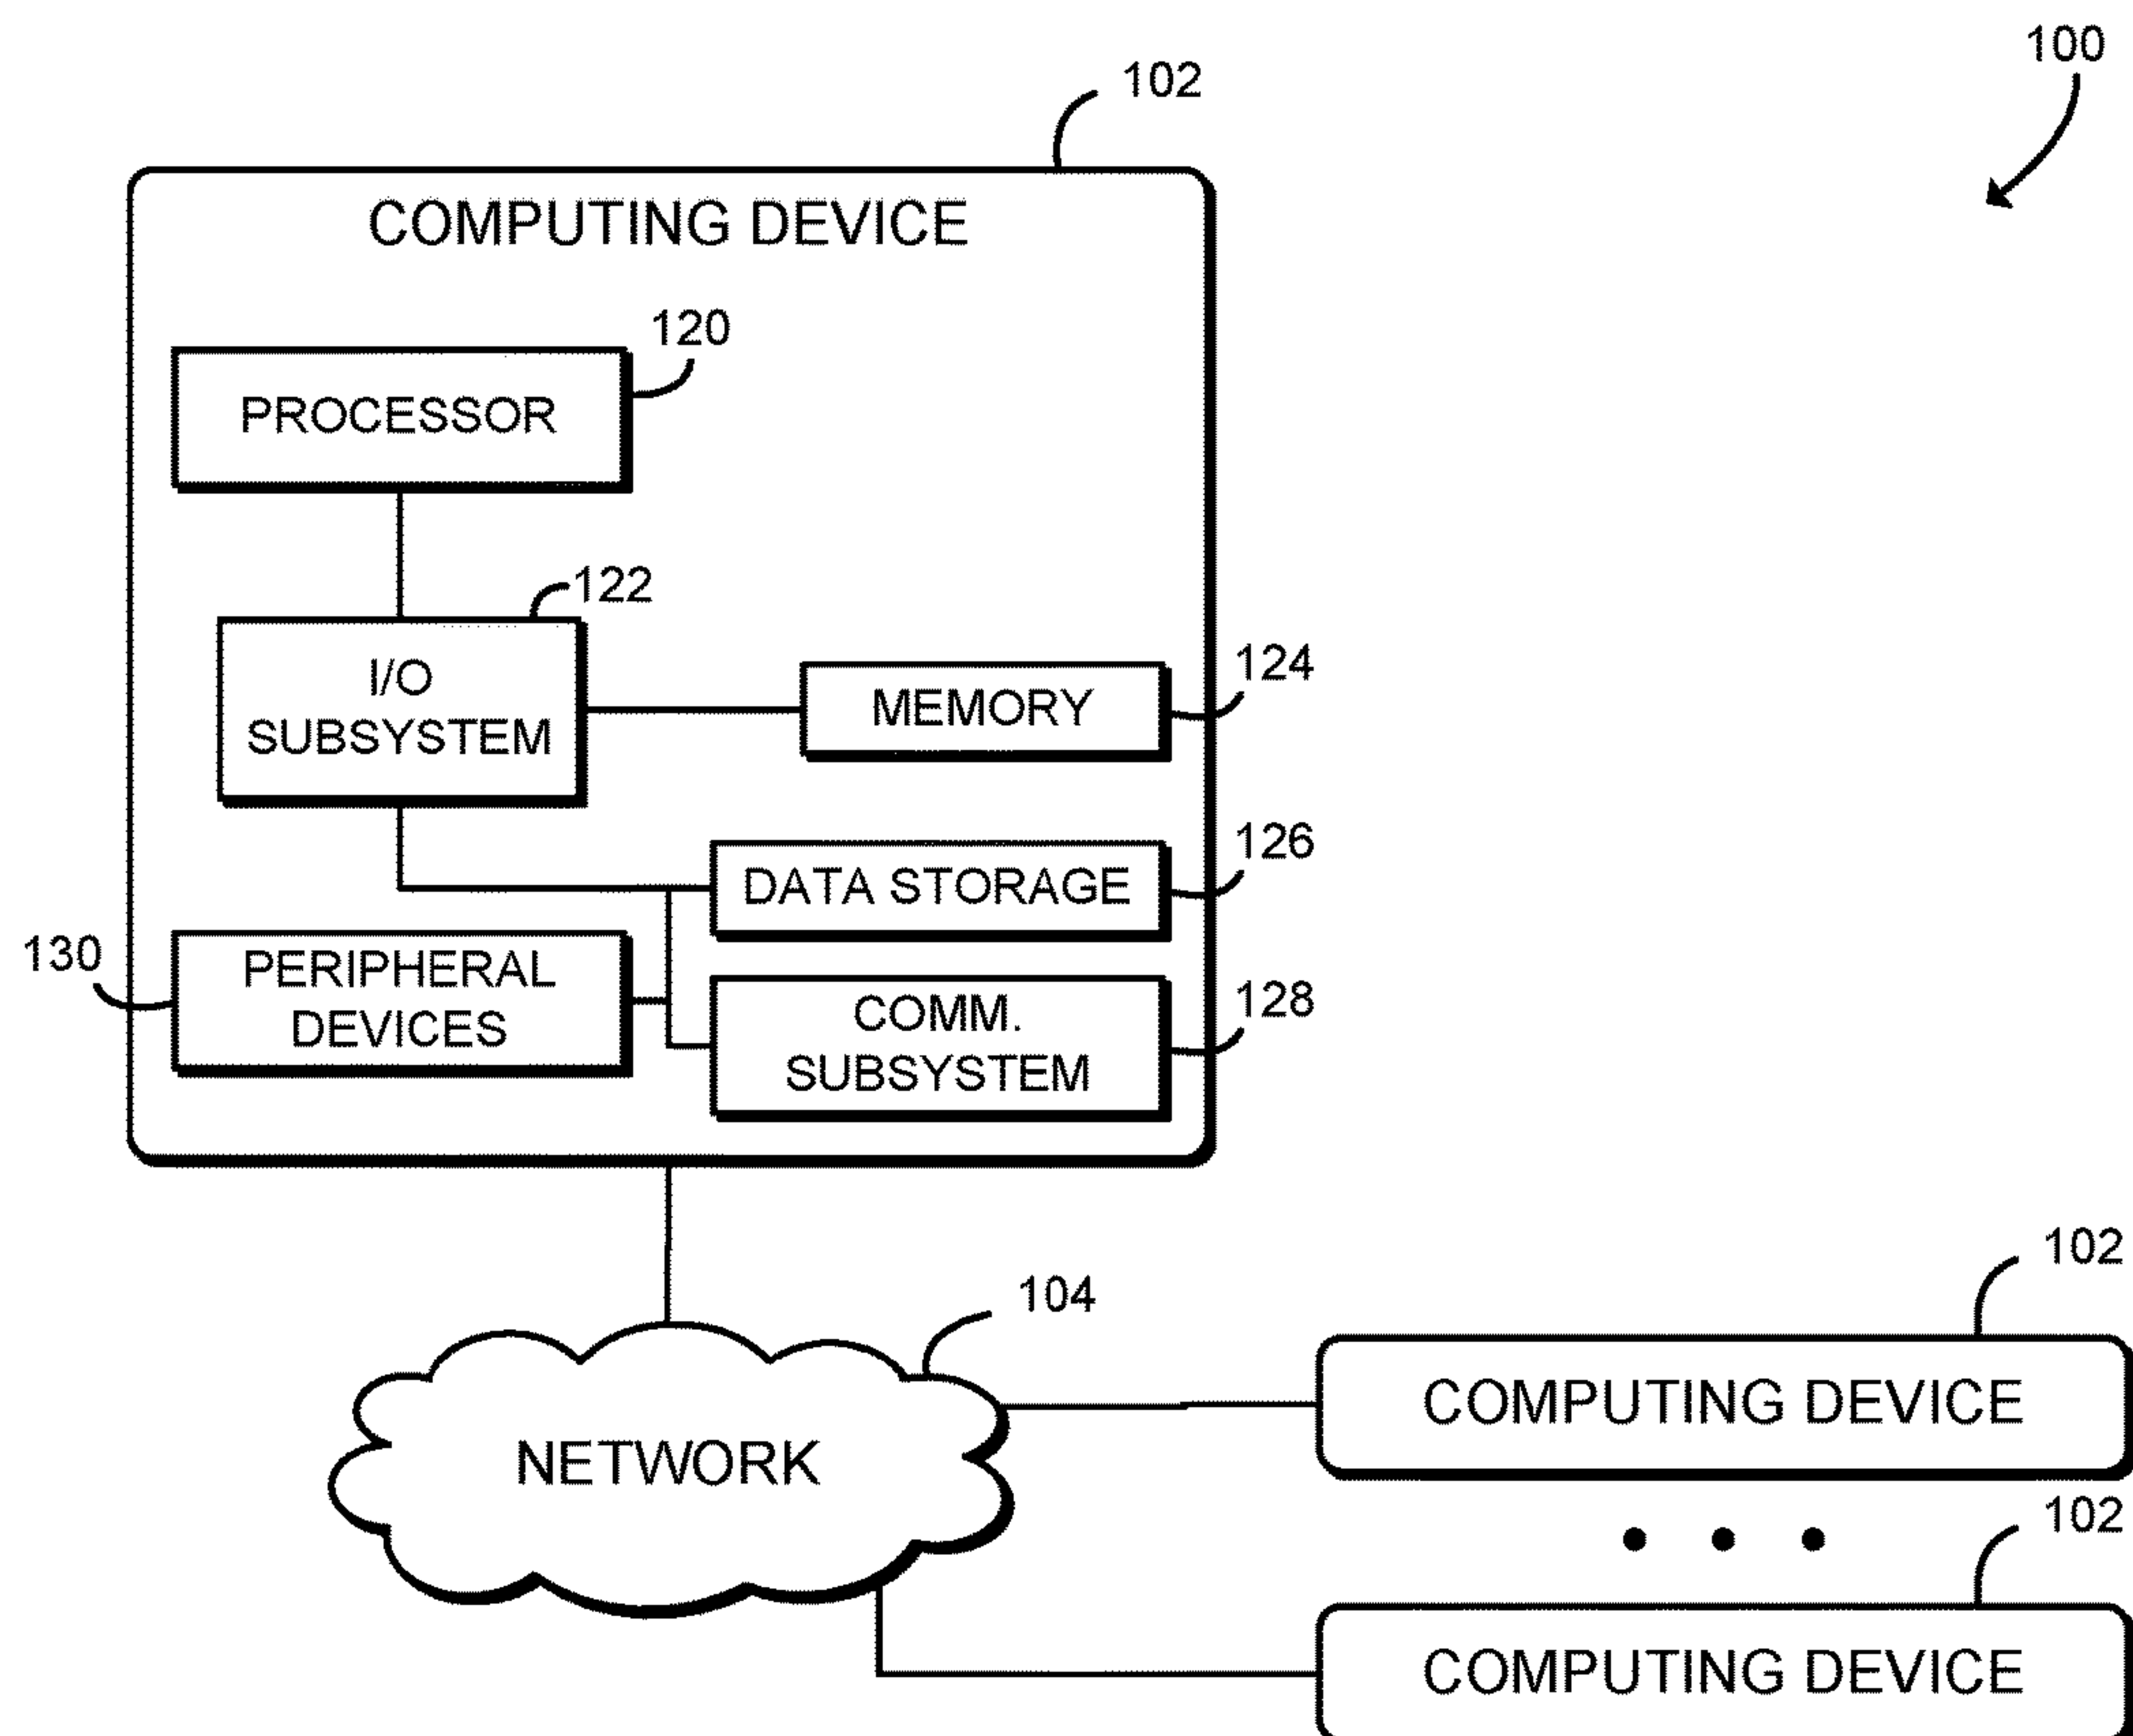 100
102
COMPUTING DEVICE
120
PROCESSOR
122
I/O
SUBSYSTEM
124
MEMORY
126
DATA STORAGE
130
PERIPHERAL
DEVICES
128
COMM.
SUBSYSTEM
104
NETWORK
102
COMPUTING DEVICE
102
COMPUTING DEVICE